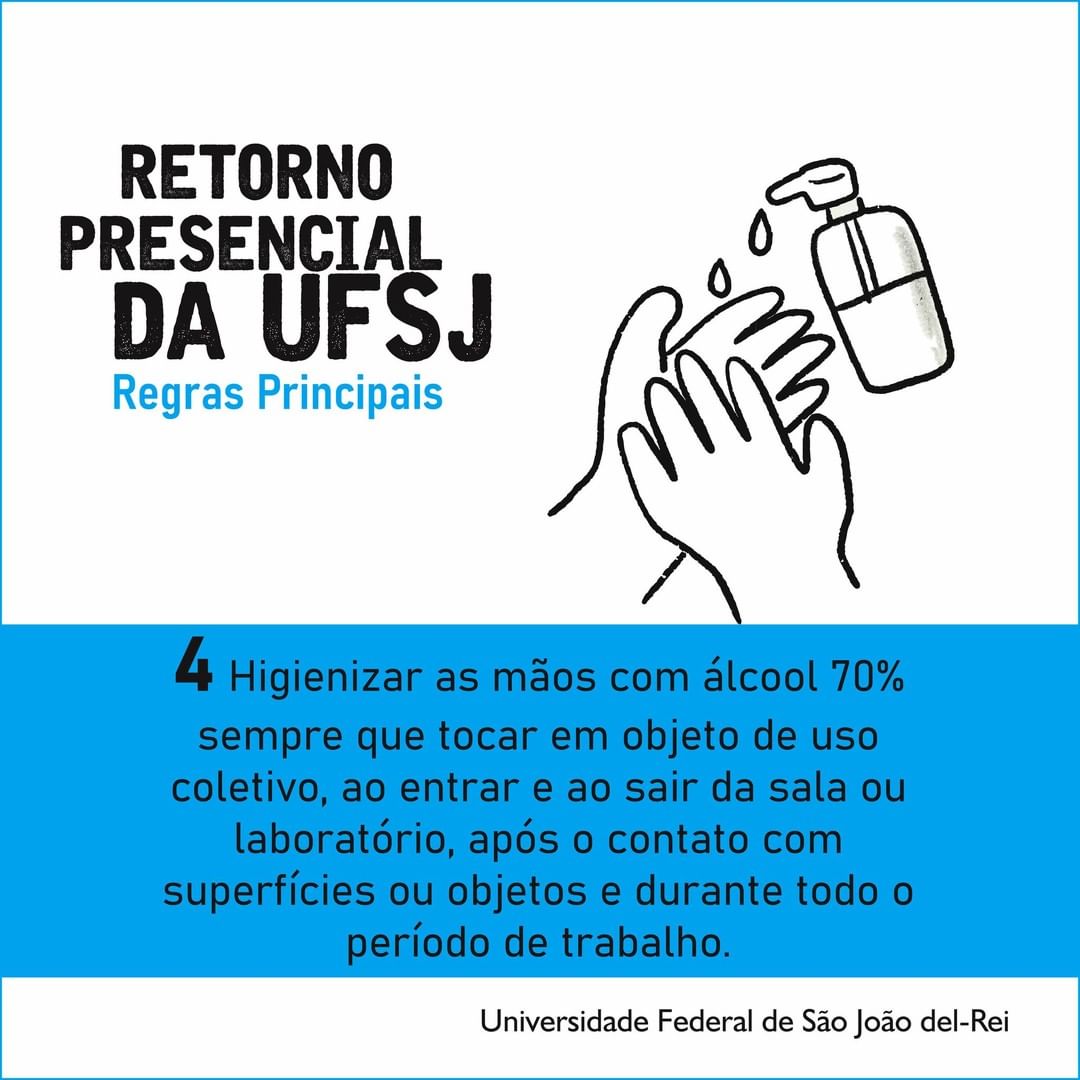 RETORNO
PRESENCIAL
DA UFSJ
Regras Principais
4 Higienizar as mãos com álcool 70%
sempre que tocar em objeto de uso
coletivo, ao entrar e ao sair da sala ou
laboratório, após o contato com
superfícies ou objetos e durante todo o
período de trabalho.
Universidade Federal de São João del-Rei